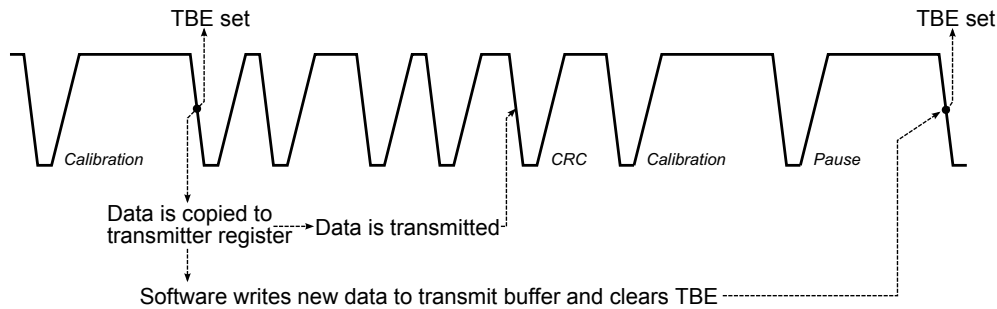 TBE set
TBE set
Calibration
CRC
Calibration
Pause
Data is copied to
transmitter register
Data is transmitted
Software writes new data to transmit buffer and clears TBE